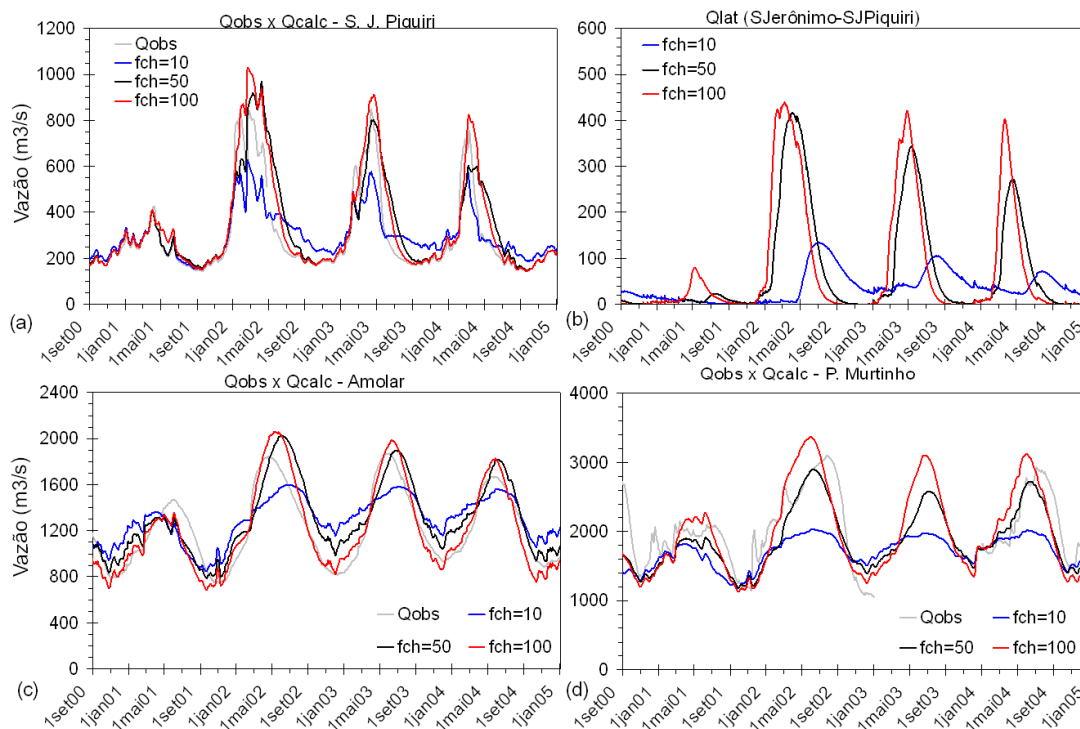 Qobs x Qcalc - S. J. Piquiri
Vazão (m3/s)
1200
1000
800
600
400
200
0
Qobs
fch=10
fch=50
fch=100
(a)
1set00
1jan01
1mai01
1set01
1jan02
1mai02
1set02
1jan03
1mai03
1set03
1jan04
1mai04
1set04
1jan05
Qlat (SJerônimo-SJPiquiri)
600
500
400
300
200
100
0
fch=10
fch=50
fch=100
(b)
1set00
1jan01
1mai01
1set01
1jan02
1mai02
1set02
1jan03
1mai03
1set03
1jan04
1mai04
1set04
1jan05
Qobs x Qcalc - Amolar
Vazão (m3/s)
2400
2000
1600
1200
800
400
0
Qobs
fch=10
fch=50
fch=100
(c)
1set00
1jan01
1mai01
1set01
1jan02
1mai02
1set02
1jan03
1mai03
1set03
1jan04
1mai04
1set04
1jan05
Qobs x Qcalc - P. Murtinho
4000
3000
2000
1000
0
Qobs
fch=10
fch=50
fch=100
(d)
1set00
1jan01
1mai01
1set01
1jan02
1mai02
1set02
1jan03
1mai03
1set03
1jan04
1mai04
1set04
1jan05